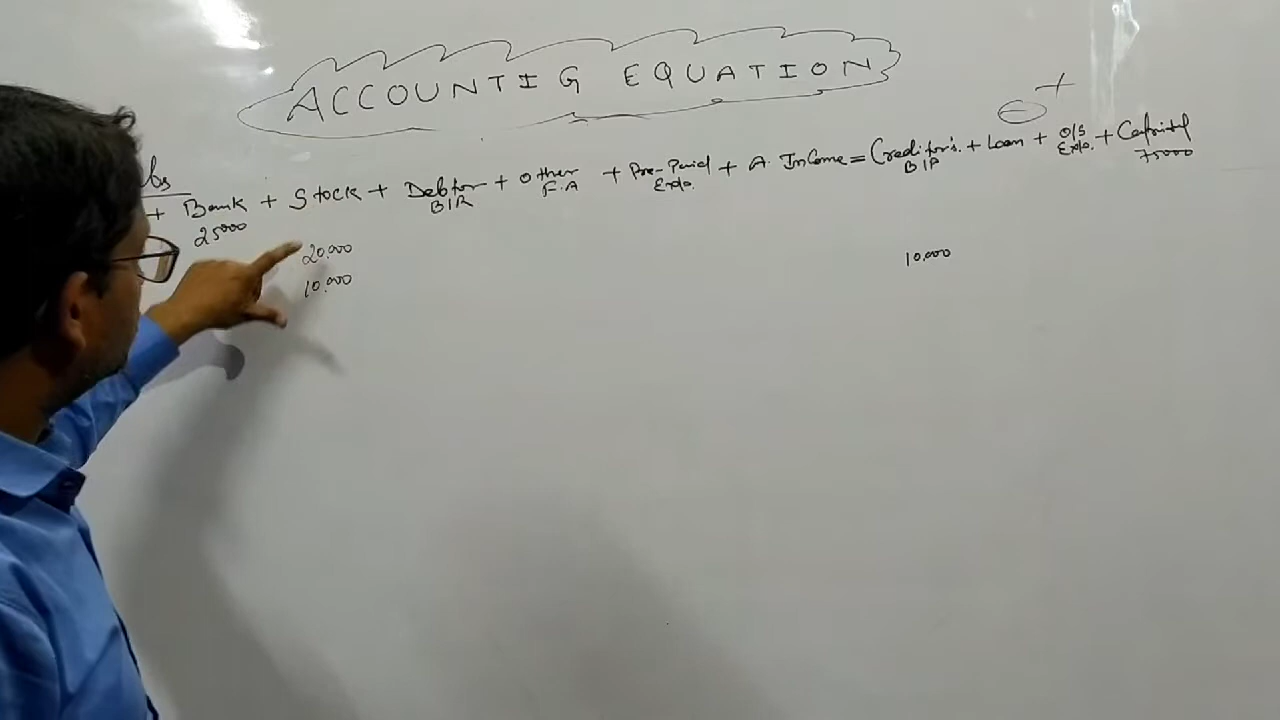 ACCOUNTIG EQUATION
+ Bank + Stock + Debtor + Other + Pre-Paid + A. Income = Creditor's. + Loan + O/S + Capital
B/R F.A Exp. B/P Exp. 75000
25000
20,000 10,000
10,000